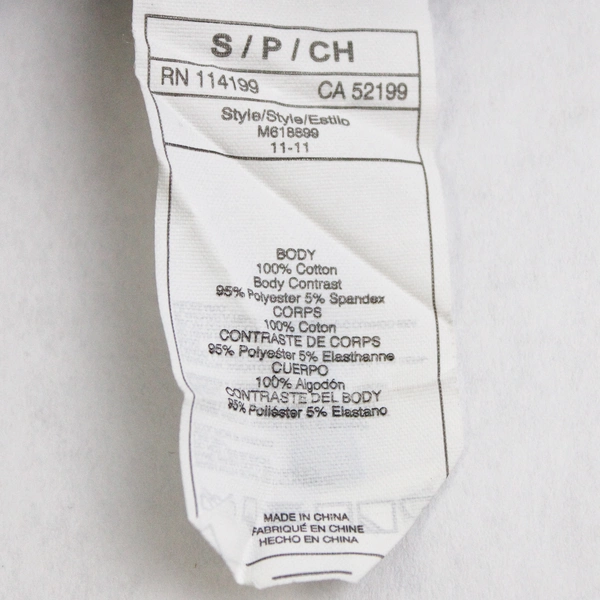 S / P / CH
RN 114199 CA 52199
Style/Style/Estilo
M618899
11-11
BODY
100% Cotton
Body Contrast
95% Polyester 5% Spandex
CORPS
100% Coton
CONTRASTE DE CORPS
95% Polyester 5% Elasthanne
CUERPO
100% Algodón
CONTRASTE DEL BODY
95% Poliéster 5% Elastano
MADE IN CHINA
FABRIQUÉ EN CHINE
HECHO EN CHINA